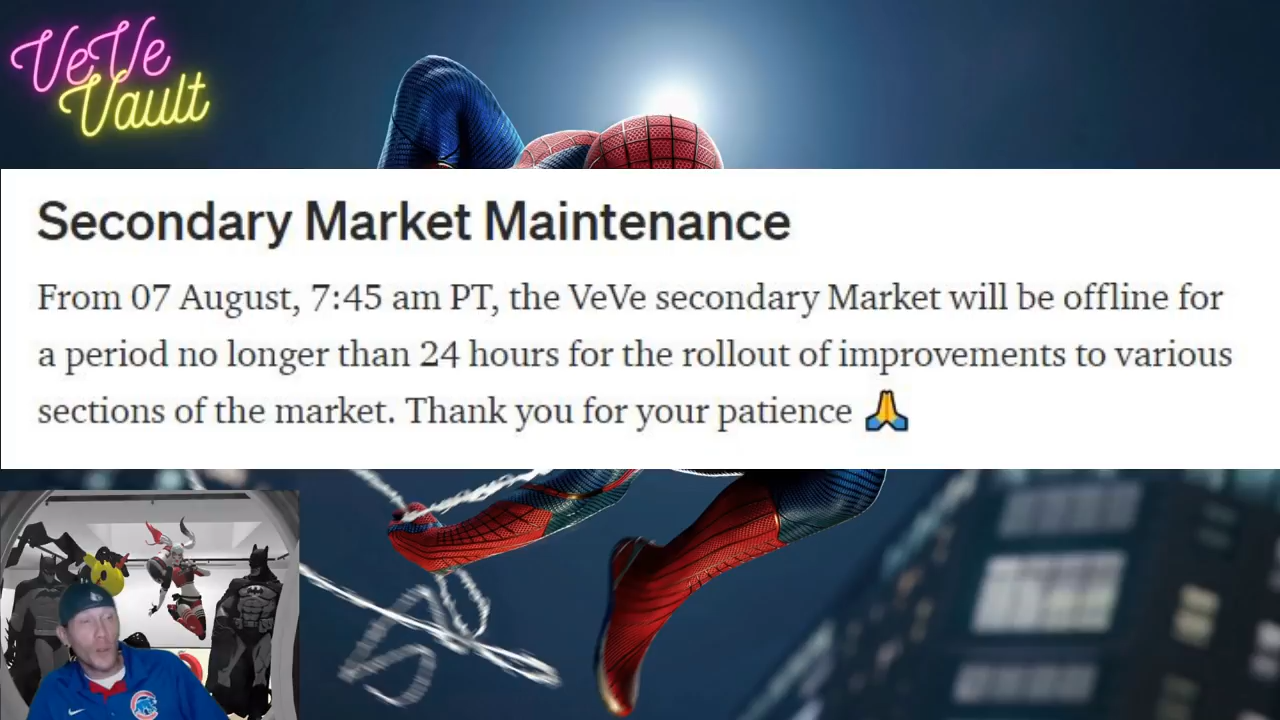 VeVe
Vault
Secondary Market Maintenance
From 07 August, 7:45 am PT, the VeVe secondary Market will be offline for
a period no longer than 24 hours for the rollout of improvements to various
sections of the market. Thank you for your patience 🙏